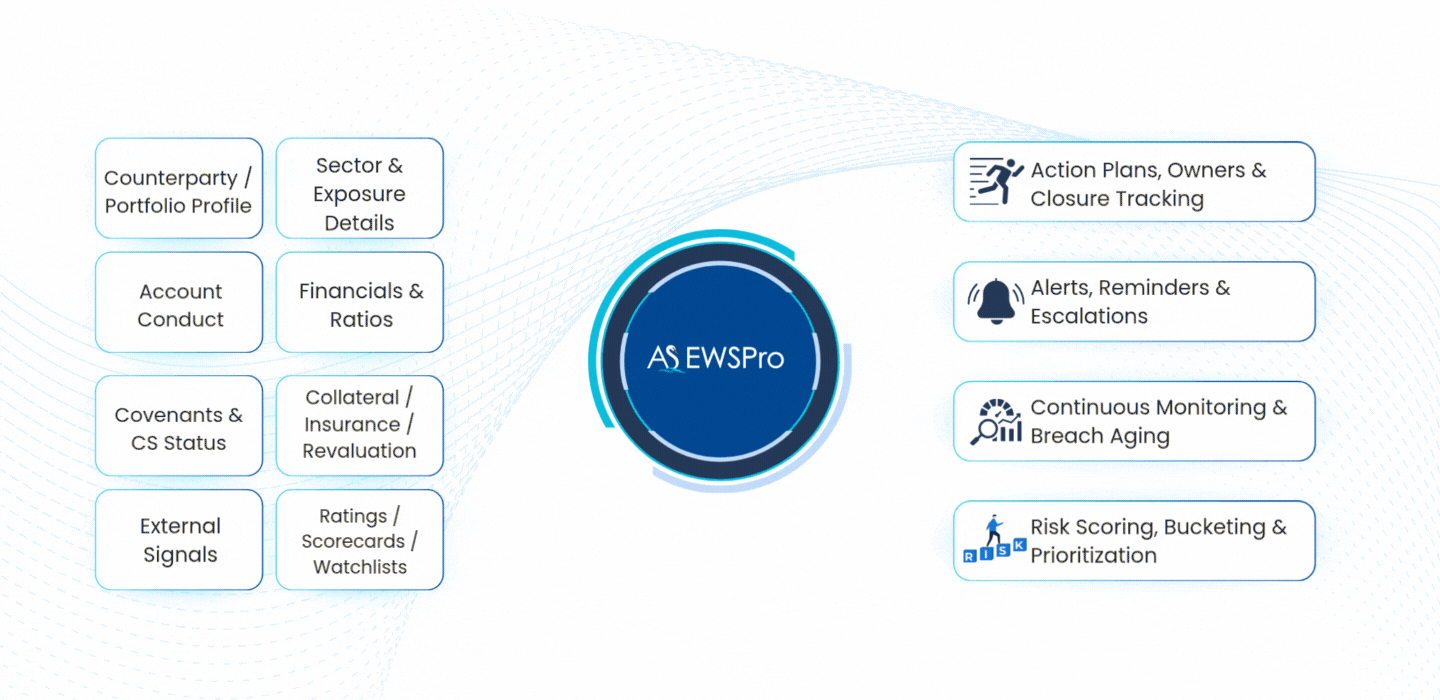 Counterparty /
Portfolio Profile
Sector &
Exposure
Details
Account
Conduct
Financials &
Ratios
Covenants &
CS Status
Collateral /
Insurance /
Revaluation
External
Signals
Ratings /
Scorecards /
Watchlists
AS EWSPro
Action Plans, Owners &
Closure Tracking
Alerts, Reminders &
Escalations
Continuous Monitoring &
Breach Aging
RISK
Risk Scoring, Bucketing &
Prioritization